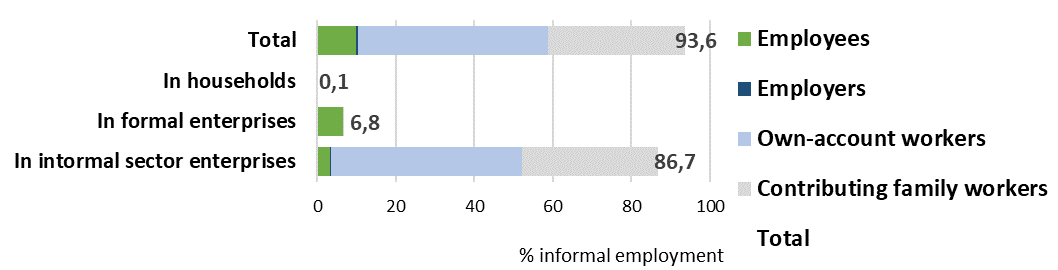 Total 93,6
In households 0,1
In formal enterprises 6,8
In intormal sector enterprises 86,7
0 20 40 60 80 100
% informal employment
Employees
Employers
Own-account workers
Contributing family workers
Total